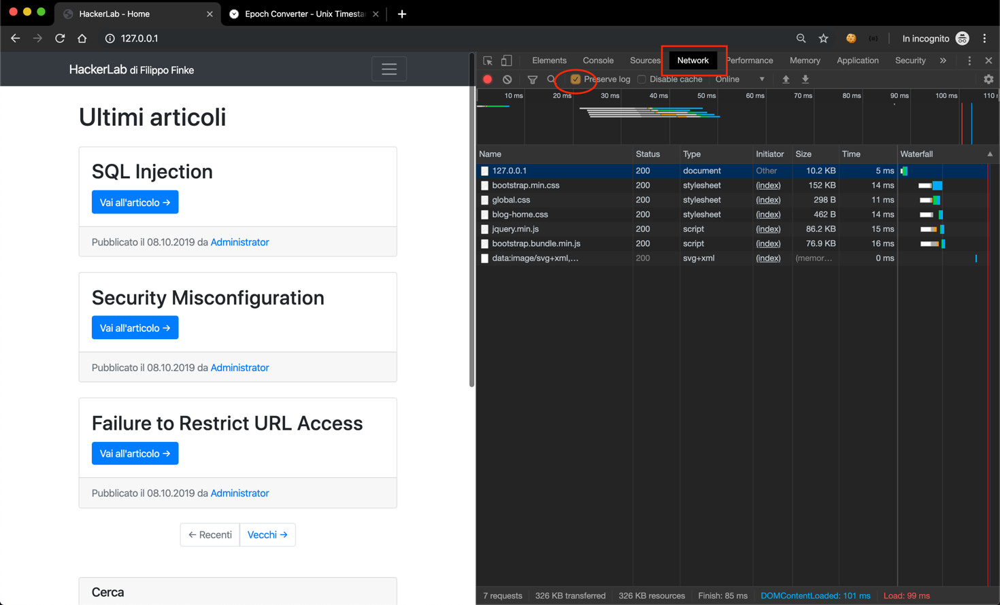 HackerLab - Home
Epoch Converter - Unix Timesta
127.0.0.1
In incognito
HackerLab di Filippo Finke
Ultimi articoli
SQL Injection
Vai all'articolo →
Pubblicato il 08.10.2019 da Administrator
Security Misconfiguration
Vai all'articolo →
Pubblicato il 08.10.2019 da Administrator
Failure to Restrict URL Access
Vai all'articolo →
Pubblicato il 08.10.2019 da Administrator
← Recenti Vecchi →
Cerca
Elements Console Sources Network Performance Memory Application Security »
Preserve log Disable cache Online
10 ms 20 ms 30 ms 40 ms 50 ms 60 ms 70 ms 80 ms 90 ms 100 ms 110
Name Status Type Initiator Size Time Waterfall
127.0.0.1 200 document Other 10.2 KB 5 ms
bootstrap.min.css 200 stylesheet (index) 152 KB 14 ms
global.css 200 stylesheet (index) 298 B 11 ms
blog-home.css 200 stylesheet (index) 462 B 14 ms
jquery.min.js 200 script (index) 86.2 KB 15 ms
bootstrap.bundle.min.js 200 script (index) 76.9 KB 16 ms
data:image/svg+xml,... 200 svg+xml (index) (memor... 0 ms
7 requests 326 KB transferred 326 KB resources Finish: 85 ms DOMContentLoaded: 101 ms Load: 99 ms